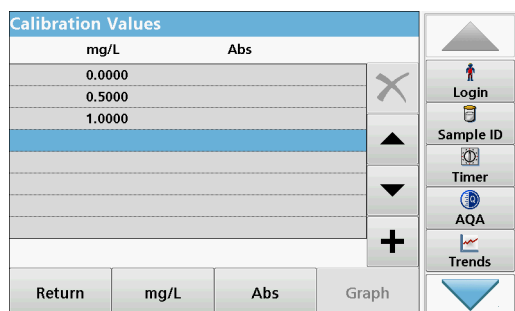 Calibration Values
mg/L Abs
0.0000
0.5000
1.0000
Return mg/L Abs Graph
Login
Sample ID
Timer
AQA
Trends